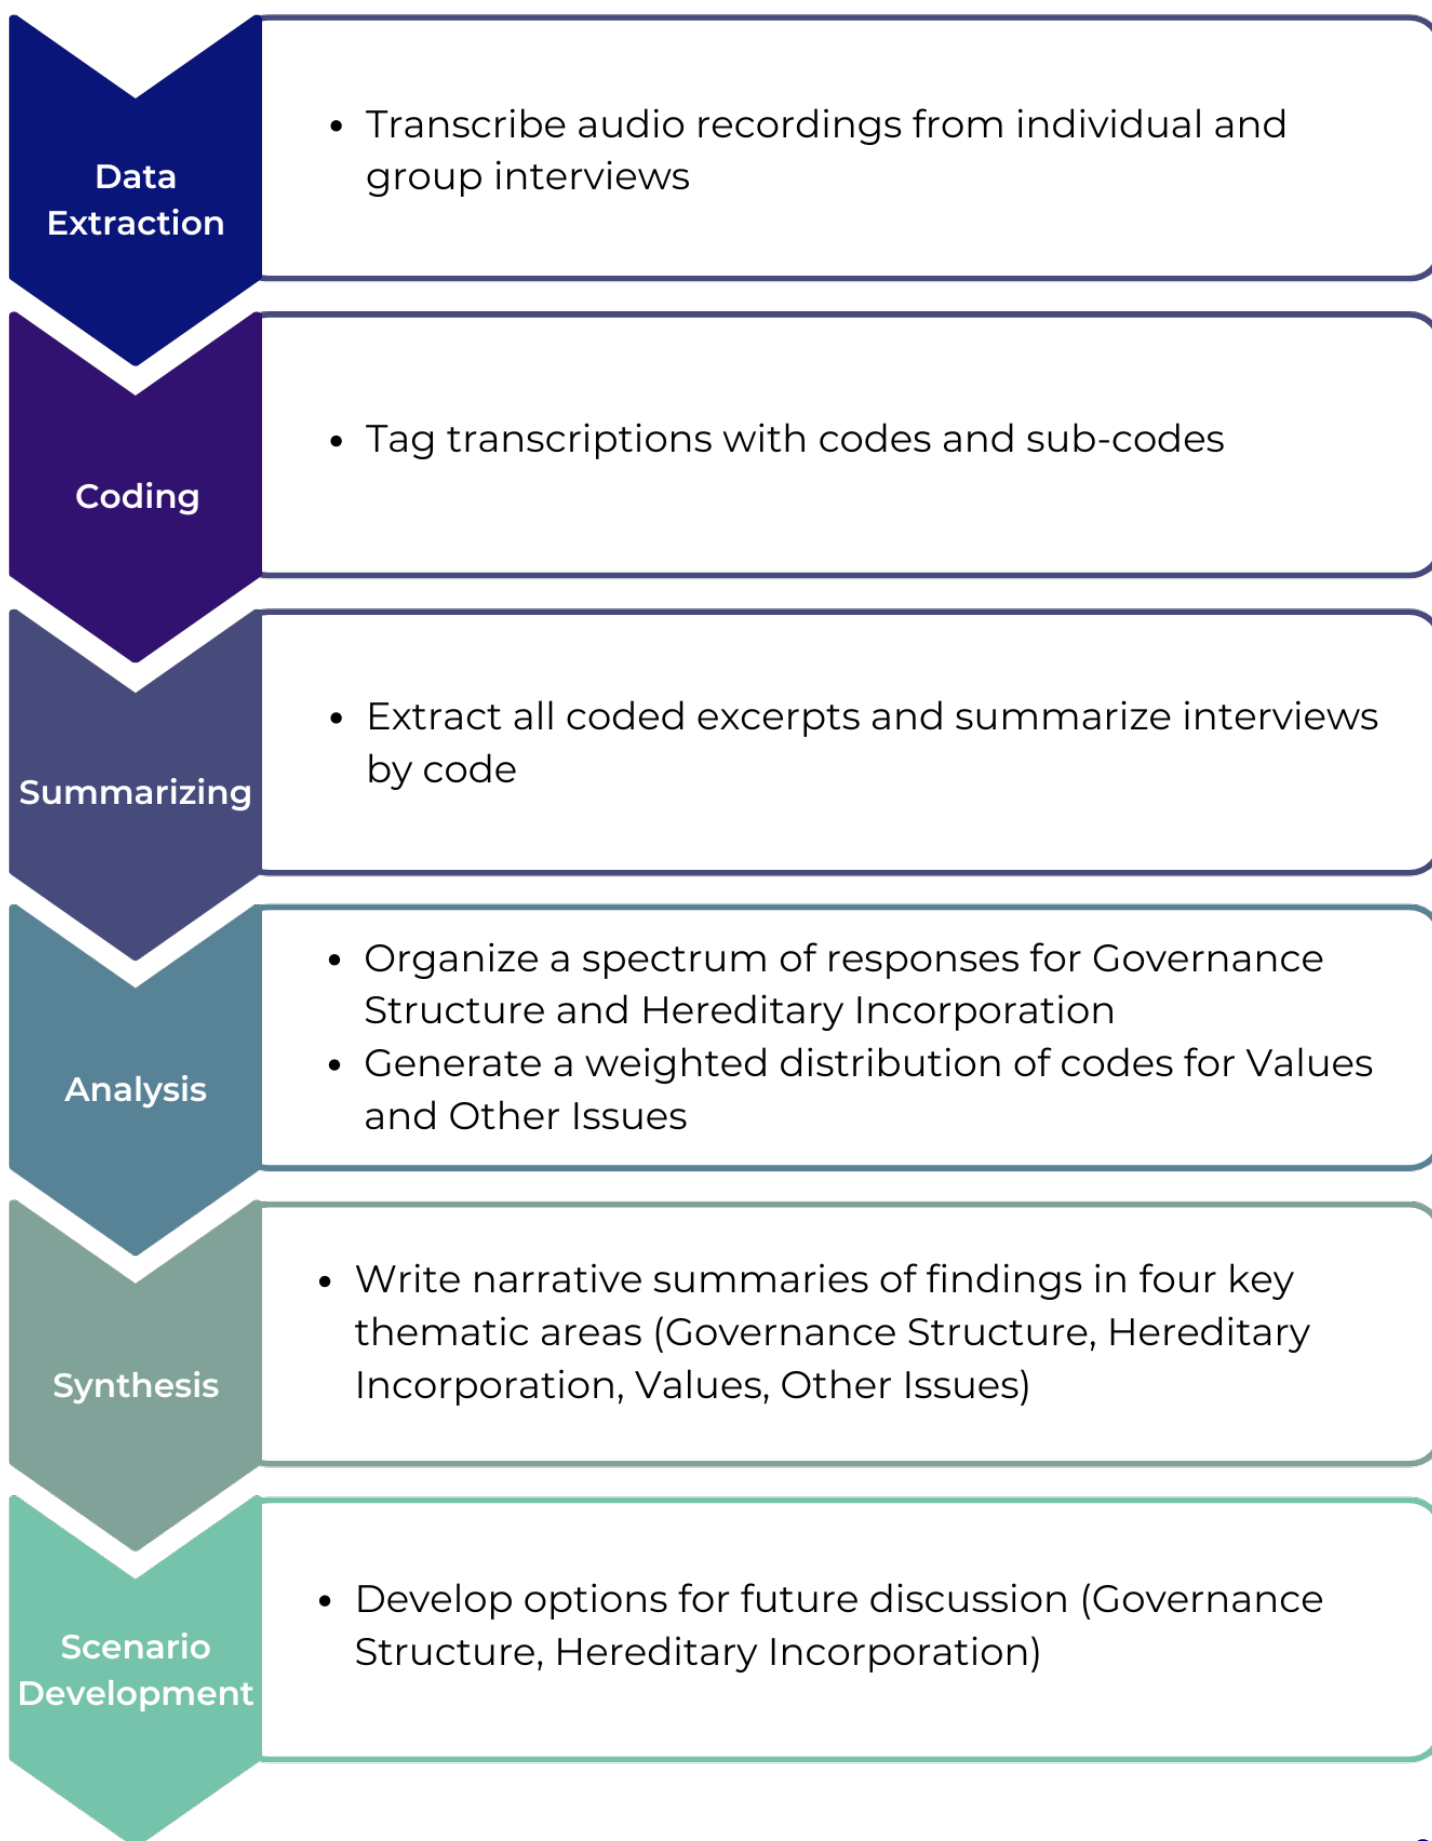 Data
Extraction
• Transcribe audio recordings from individual and
group interviews
Coding
• Tag transcriptions with codes and sub-codes
Summarizing
• Extract all coded excerpts and summarize interviews
by code
Analysis
• Organize a spectrum of responses for Governance
Structure and Hereditary Incorporation
• Generate a weighted distribution of codes for Values
and Other Issues
Synthesis
• Write narrative summaries of findings in four key
thematic areas (Governance Structure, Hereditary
Incorporation, Values, Other Issues)
Scenario
Development
• Develop options for future discussion (Governance
Structure, Hereditary Incorporation)